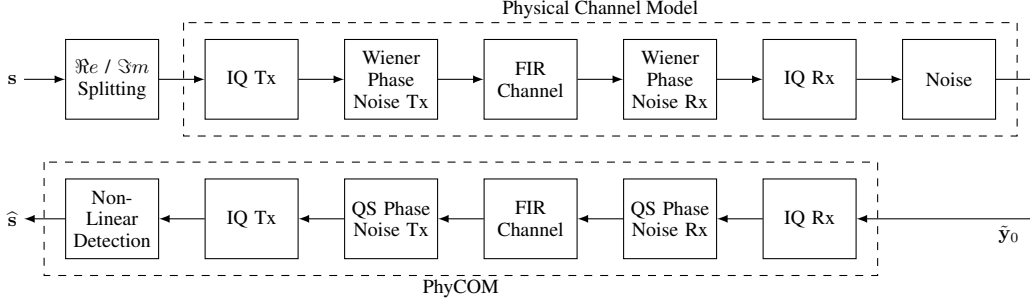 Physical Channel Model
s
ℜe / ℑm
Splitting
IQ Tx
Wiener
Phase
Noise Tx
FIR
Channel
Wiener
Phase
Noise Rx
IQ Rx
Noise
ŝ
Non-
Linear
Detection
IQ Tx
QS Phase
Noise Tx
FIR
Channel
QS Phase
Noise Rx
IQ Rx
ỹ₀
PhyCOM